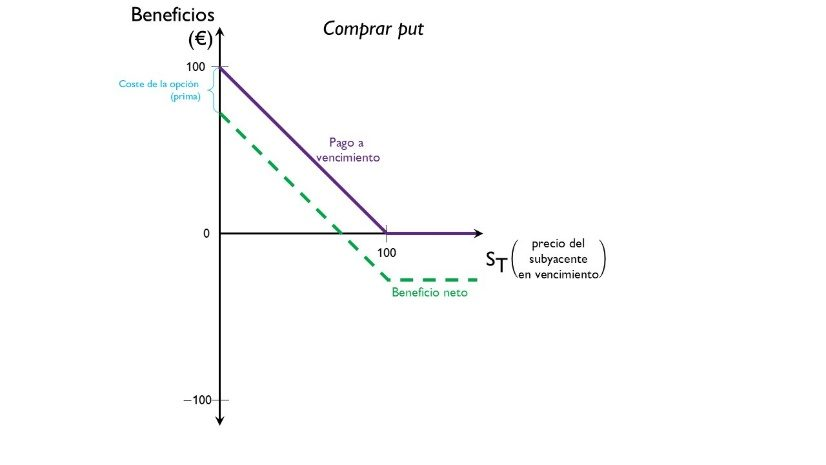 Beneficios
(€)
Comprar put
100
Coste de la opción
(prima)
Pago a
vencimiento
0
100
S_T
precio del
subyacente
en vencimiento
Beneficio neto
−100